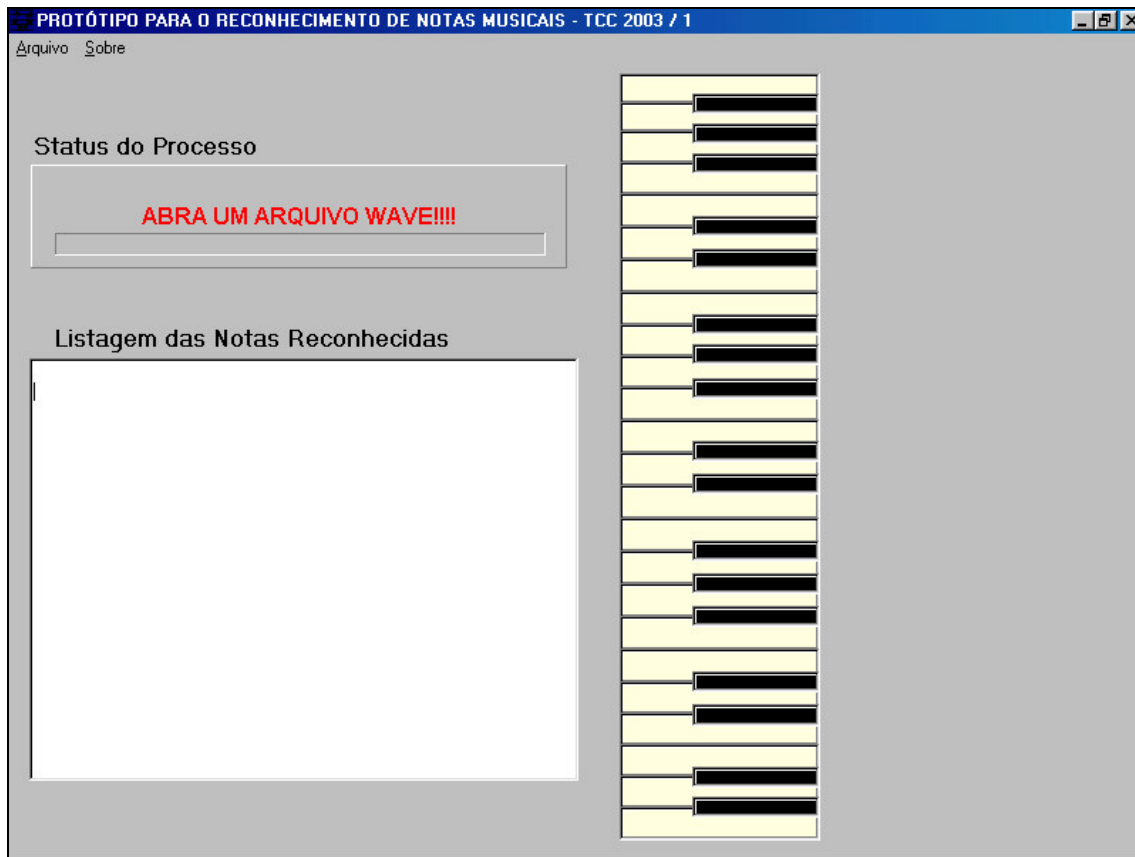 PROTÓTIPO PARA O RECONHECIMENTO DE NOTAS MUSICAIS - TCC 2003 / 1
Arquivo Sobre
Status do Processo
ABRA UM ARQUIVO WAVE!!!!
Listagem das Notas Reconhecidas